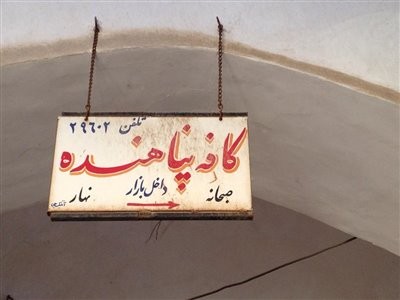 تلفن ۲۹۶۰۲
کافه پناهنده
صبحانه داخل بازار نهار